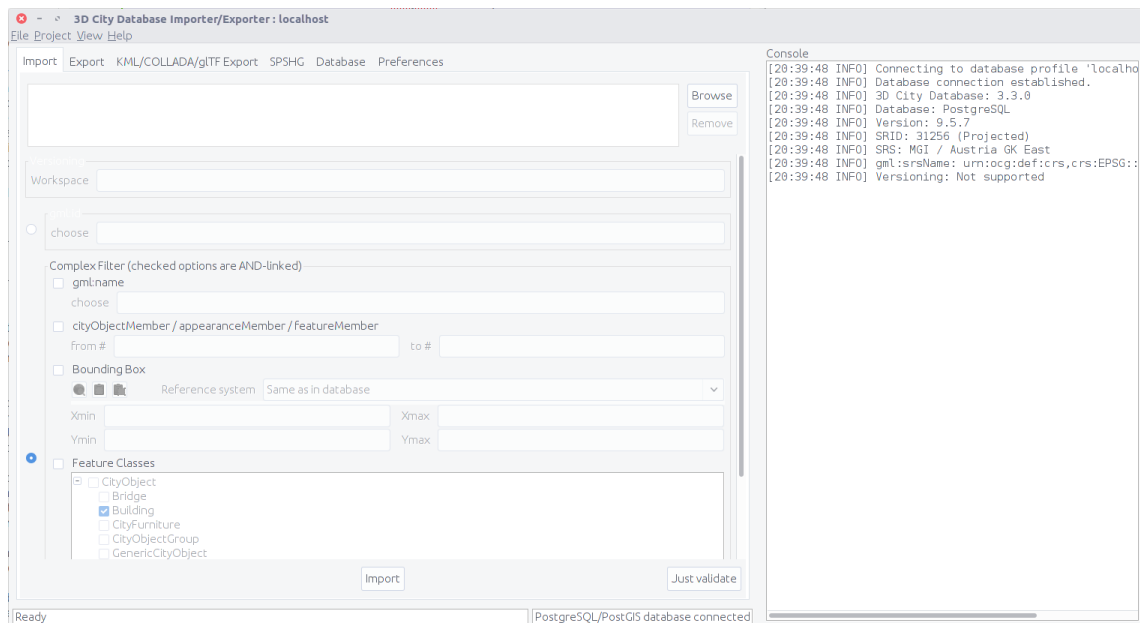 3D City Database Importer/Exporter : localhost
File Project View Help
Import Export KML/COLLADA/glTF Export SPSHG Database Preferences
Browse
Remove
Workspace
choose
Complex Filter (checked options are AND-linked)
gml:name
choose
cityObjectMember / appearanceMember / featureMember
from # to #
Bounding Box
Reference system Same as in database
Xmin Xmax
Ymin Ymax
Feature Classes
CityObject
Bridge
Building
CityFurniture
CityObjectGroup
GenericCityObject
Import Just validate
Ready PostgreSQL/PostGIS database connected
Console
[20:39:48 INFO] Connecting to database profile 'localho
[20:39:48 INFO] Database connection established.
[20:39:48 INFO] 3D City Database: 3.3.0
[20:39:48 INFO] Database: PostgreSQL
[20:39:48 INFO] Version: 9.5.7
[20:39:48 INFO] SRID: 31256 (Projected)
[20:39:48 INFO] SRS: MGI / Austria GK East
[20:39:48 INFO] gml:srsName: urn:ocg:def:crs,crs:EPSG::
[20:39:48 INFO] Versioning: Not supported